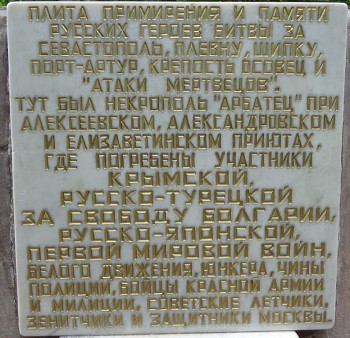 ПЛИТА ПРИМИРЕНИЯ И ПАМЯТИ
РУССКИХ ГЕРОЕВ БИТВЫ ЗА
СЕВАСТОПОЛЬ, ПЛЕВНУ, ШИПКУ,
ПОРТ-АРТУР, КРЕПОСТЬ ОСОВЕЦ И
"АТАКИ МЕРТВЕЦОВ".
ТУТ БЫЛ НЕКРОПОЛЬ "АРБАТЕЦ" ПРИ
АЛЕКСЕЕВСКОМ, АЛЕКСАНДРОВСКОМ
И ЕЛИЗАВЕТИНСКОМ ПРИЮТАХ,
ГДЕ ПОГРЕБЕНЫ УЧАСТНИКИ
КРЫМСКОЙ,
РУССКО-ТУРЕЦКОЙ
ЗА СВОБОДУ БОЛГАРИИ,
РУССКО-ЯПОНСКОЙ,
ПЕРВОЙ МИРОВОЙ ВОЙН,
БЕЛОГО ДВИЖЕНИЯ, ЮНКЕРА, ЧИНЫ
ПОЛИЦИИ, БОЙЦЫ КРАСНОЙ АРМИИ
И МИЛИЦИИ, СОВЕТСКИЕ ЛЕТЧИКИ,
ЗЕНИТЧИКИ И ЗАЩИТНИКИ МОСКВЫ.